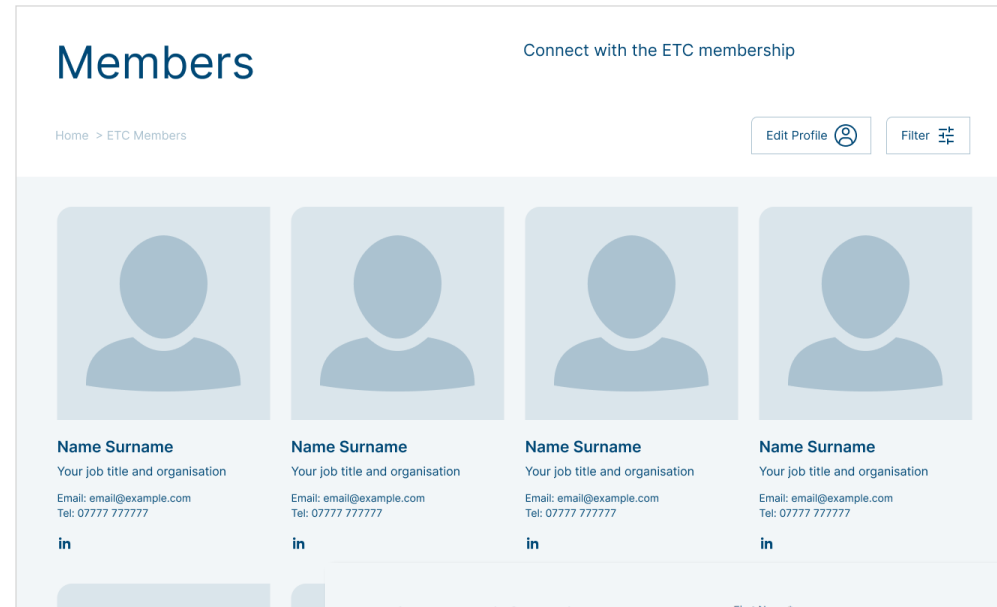 Members
Connect with the ETC membership
Home > ETC Members
Edit Profile
Filter
Name Surname
Your job title and organisation
Email: email@example.com
Tel: 07777 777777
in
Name Surname
Your job title and organisation
Email: email@example.com
Tel: 07777 777777
in
Name Surname
Your job title and organisation
Email: email@example.com
Tel: 07777 777777
in
Name Surname
Your job title and organisation
Email: email@example.com
Tel: 07777 777777
in